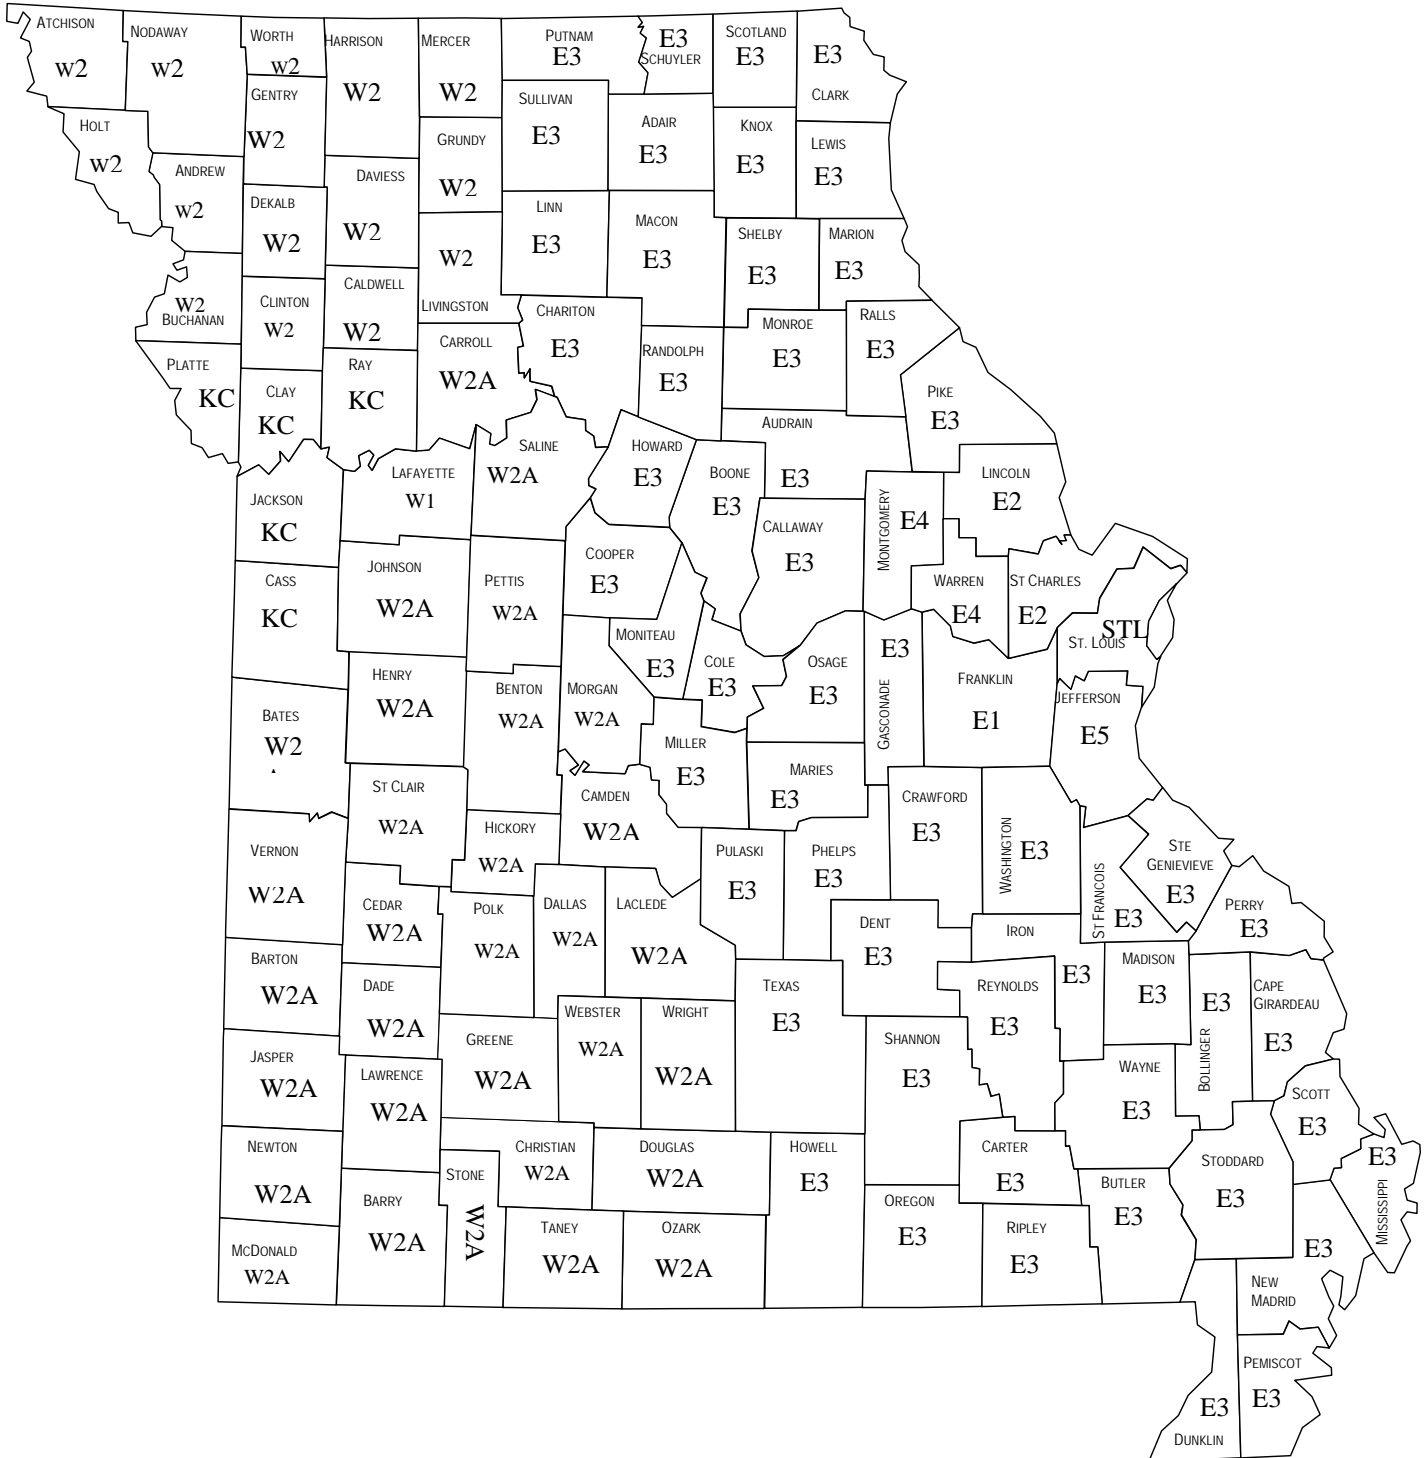 ATCHISON
W2
NODAWAY
W2
WORTH
W2
HARRISON
W2
MERCER
W2
PUTNAM
E3
E3
SCHUYLER
SCOTLAND
E3
E3
CLARK
HOLT
W2
GENTRY
W2
GRUNDY
W2
SULLIVAN
E3
ADAIR
E3
KNOX
E3
LEWIS
E3
ANDREW
W2
DEKALB
W2
DAVIESS
W2
W2
LIVINGSTON
LINN
E3
MACON
E3
SHELBY
E3
MARION
E3
W2
BUCHANAN
CLINTON
W2
CALDWELL
W2
CARROLL
W2A
CHARITON
E3
RANDOLPH
E3
MONROE
E3
RALLS
E3
PLATTE
KC
CLAY
KC
RAY
KC
PIKE
E3
SALINE
W2A
HOWARD
E3
BOONE
E3
AUDRAIN
E3
JACKSON
KC
LAFAYETTE
W1
MONTGOMERY
E4
LINCOLN
E2
CASS
KC
JOHNSON
W2A
PETTIS
W2A
COOPER
E3
CALLAWAY
E3
WARREN
E4
ST CHARLES
E2
STL
ST. LOUIS
MONITEAU
E3
COLE
E3
OSAGE
E3
E3
GASCONADE
FRANKLIN
E1
JEFFERSON
E5
BATES
W2
HENRY
W2A
BENTON
W2A
MORGAN
W2A
MILLER
E3
MARIES
E3
ST CLAIR
W2A
HICKORY
W2A
CAMDEN
W2A
CRAWFORD
E3
WASHINGTON
E3
VERNON
W2A
CEDAR
W2A
POLK
W2A
DALLAS
W2A
LACLEDE
W2A
PULASKI
E3
PHELPS
E3
DENT
E3
IRON
E3
ST FRANCOIS
E3
STE
GENIEVIEVE
E3
PERRY
E3
BARTON
W2A
DADE
W2A
TEXAS
E3
REYNOLDS
E3
MADISON
E3
E3
BOLLINGER
CAPE
GIRARDEAU
E3
JASPER
W2A
LAWRENCE
W2A
GREENE
W2A
WEBSTER
W2A
WRIGHT
W2A
SHANNON
E3
WAYNE
E3
SCOTT
E3
NEWTON
W2A
BARRY
W2A
STONE
W2A
CHRISTIAN
W2A
DOUGLAS
W2A
HOWELL
E3
CARTER
E3
BUTLER
E3
STODDARD
E3
E3
MISSISSIPPI
MCDONALD
W2A
TANEY
W2A
OZARK
W2A
OREGON
E3
RIPLEY
E3
E3
NEW
MADRID
PEMISCOT
E3
E3
DUNKLIN